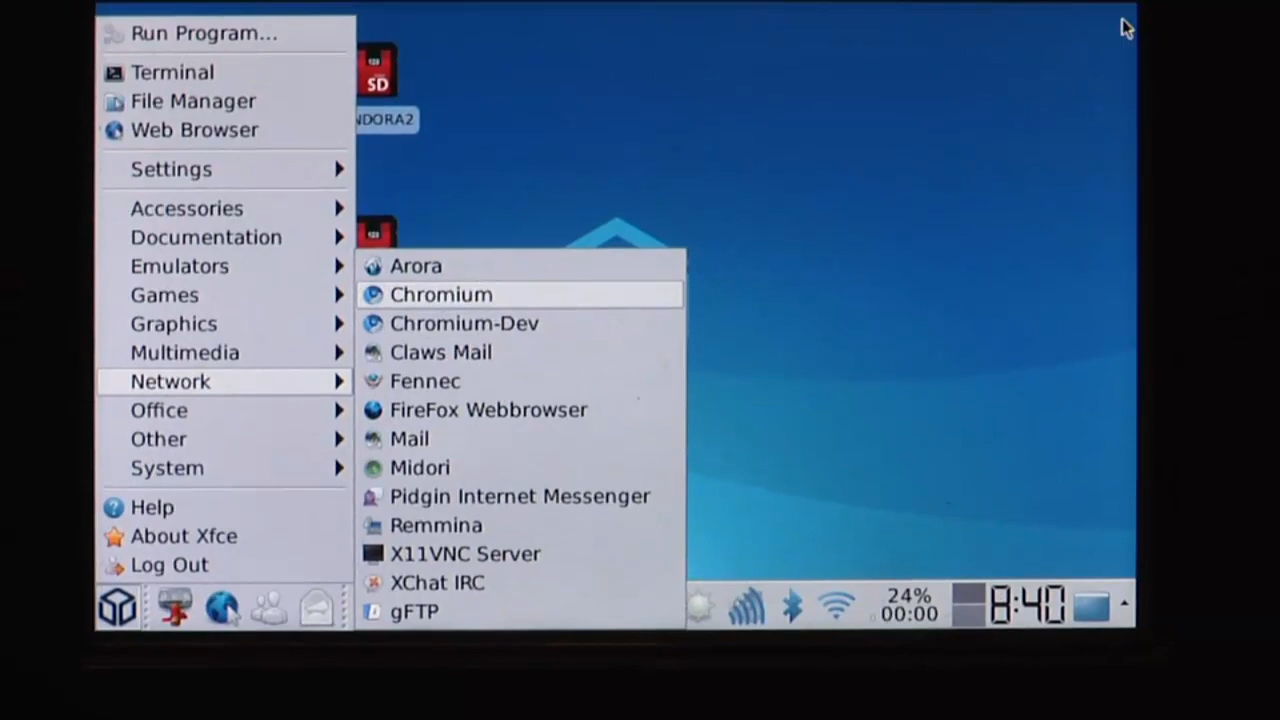 Run Program...
Terminal
File Manager
Web Browser
Settings
Accessories
Documentation
Emulators
Games
Graphics
Multimedia
Network
Office
Other
System
Help
About Xfce
Log Out
SD
NDORA2
Arora
Chromium
Chromium-Dev
Claws Mail
Fennec
FireFox Webbrowser
Mail
Midori
Pidgin Internet Messenger
Remmina
X11VNC Server
XChat IRC
gFTP
24%
00:00
8:40